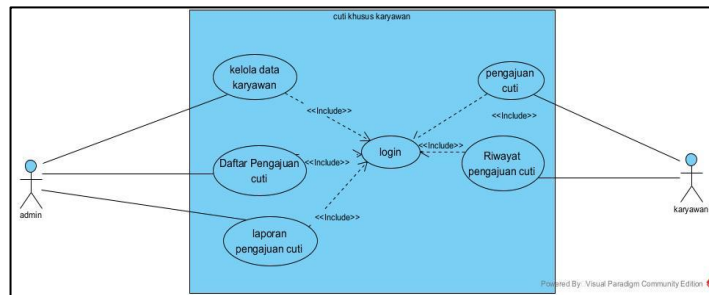 cuti khusus karyawan
kelola data
karyawan
pengajuan
cuti
<<Include>>
<<Include>>
Daftar Pengajuan
cuti
<<Include>>
login
<<Include>>
Riwayat
pengajuan cuti
admin
karyawan
<<Include>>
laporan
pengajuan cuti
Powered By Visual Paradigm Community Edition